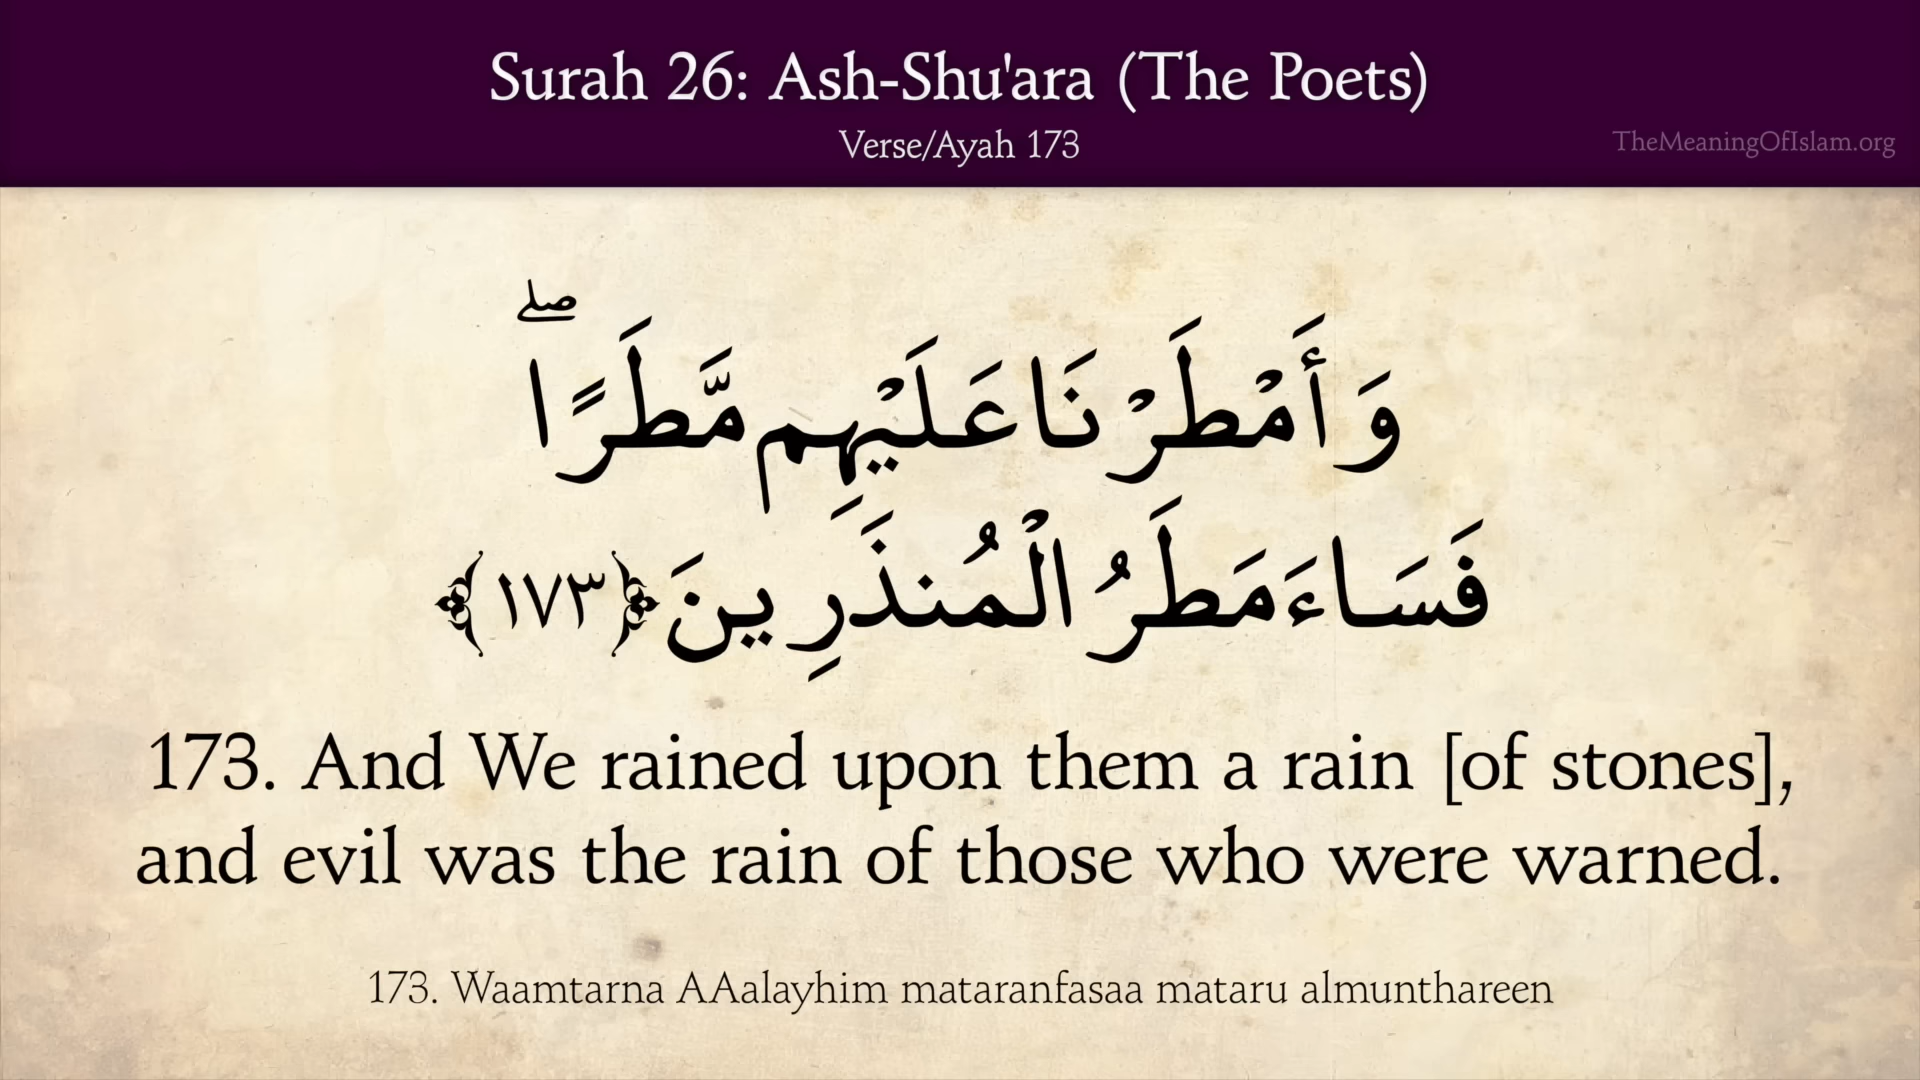 Surah 26: Ash-Shu'ara (The Poets)
Verse/Ayah 173
TheMeaningOfIslam.org
وَأَمْطَرْنَا عَلَيْهِم مَّطَرًا ۖ
فَسَاءَ مَطَرُ الْمُنذَرِينَ ﴿١٧٣﴾
173. And We rained upon them a rain [of stones],
and evil was the rain of those who were warned.
173. Waamtarna AAalayhim mataranfasaa mataru almunthareen